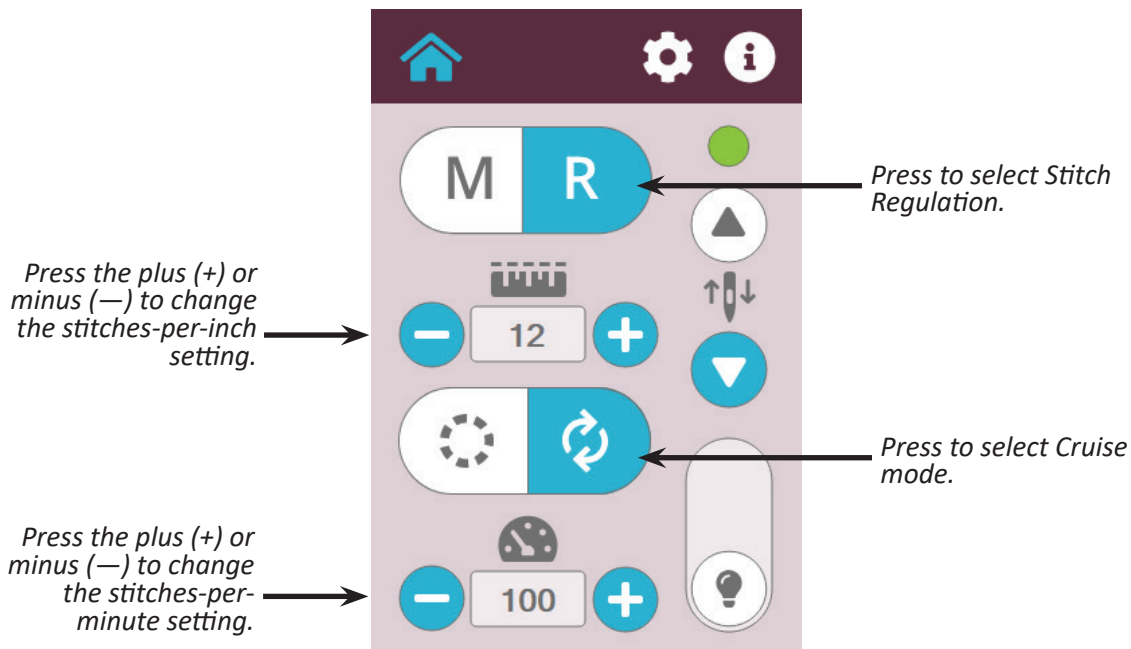 i
M R
Press to select Stitch
Regulation.
Press the plus (+) or
minus (—) to change
the stitches-per-inch
setting.
12
Press to select Cruise
mode.
Press the plus (+) or
minus (—) to change
the stitches-per-
minute setting.
100